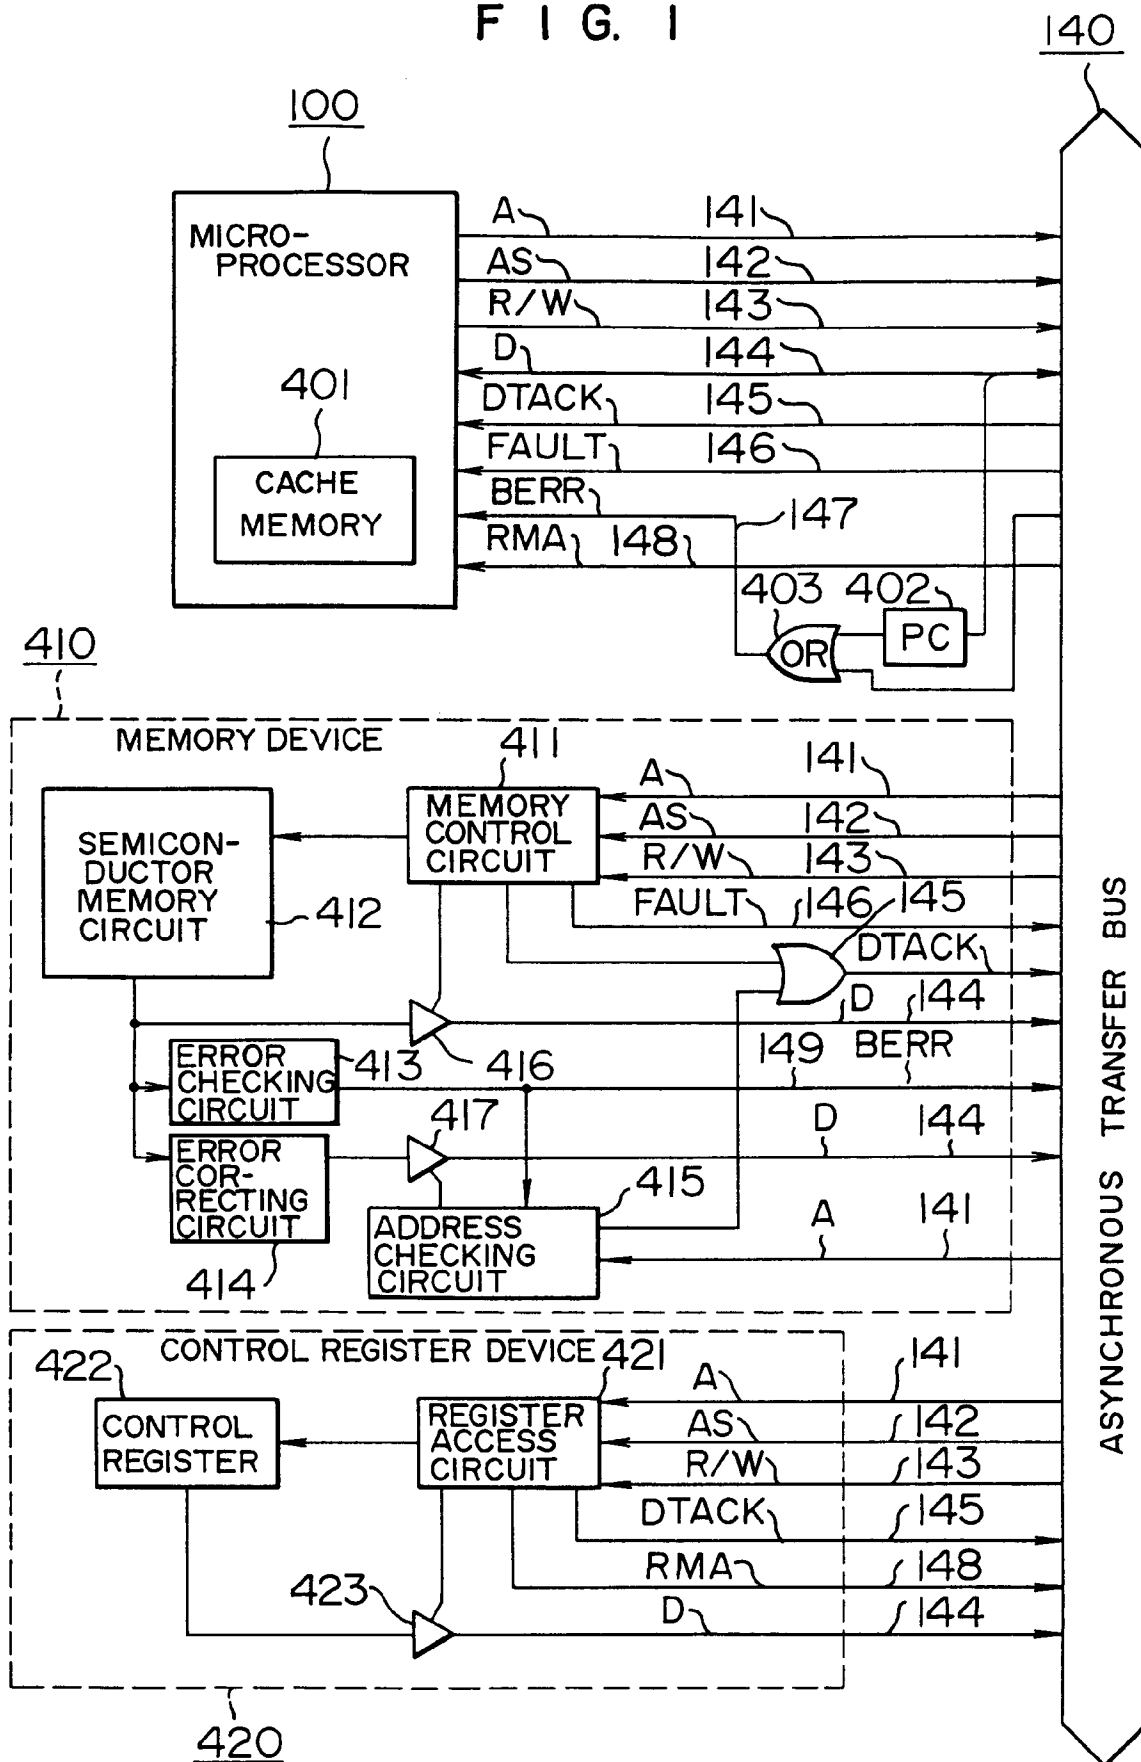 FIG. 1
140
100
MICRO-
PROCESSOR
A 141
AS 142
R/W 143
D 144
401
DTACK 145
FAULT 146
CACHE
MEMORY
BERR 147
RMA 148
403 402
OR PC
410
MEMORY DEVICE
411
A 141
MEMORY
CONTROL
CIRCUIT
AS 142
R/W 143
SEMICON-
DUCTOR
MEMORY
CIRCUIT
412
FAULT 146 145
DTACK
D 144
416
149 BERR
ERROR
CHECKING
CIRCUIT
413
417
D 144
ERROR
COR-
RECTING
CIRCUIT
414
415
ADDRESS
CHECKING
CIRCUIT
A 141
ASYNCHRONOUS TRANSFER BUS
CONTROL REGISTER DEVICE
422
421
A 141
CONTROL
REGISTER
REGISTER
ACCESS
CIRCUIT
AS 142
R/W 143
DTACK 145
RMA 148
423
D 144
420